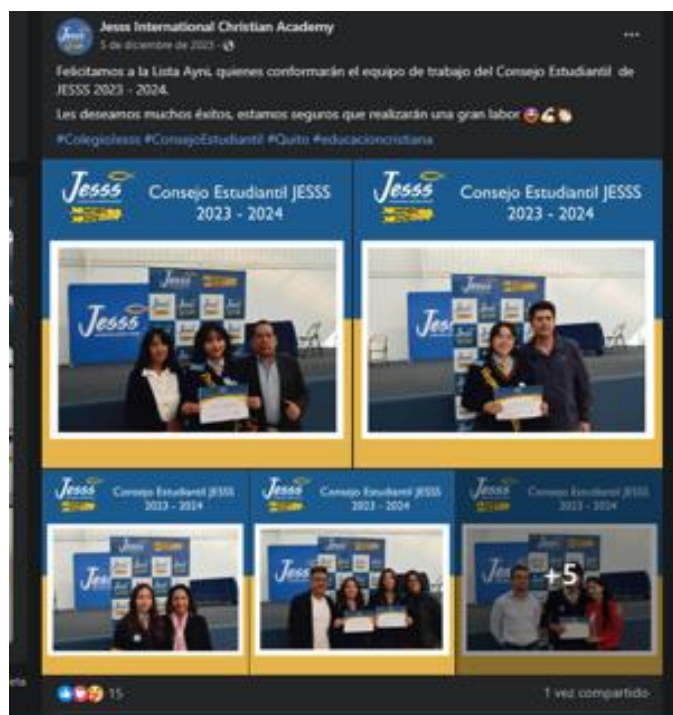 Jesss International Christian Academy
5 de diciembre de 2023
Felicitamos a la Lista Ayni, quienes conformarán el equipo de trabajo del Consejo Estudiantil de
JESSS 2023 - 2024.
Les deseamos muchos éxitos, estamos seguros que realizarán una gran labor
#ColegioJesss #ConsejoEstudiantil #Quito #educacioncristiana
Jesss
Consejo Estudiantil JESSS
2023 - 2024
Jesss
Jesss
Consejo Estudiantil JESSS
2023 - 2024
Jesss
Consejo Estudiantil JESSS
2023 - 2024
Jesss
Jesss
Consejo Estudiantil JESSS
2023 - 2024
Jesss
Consejo Estudiantil JESSS
2023 - 2024
+5
15
1 vez compartido